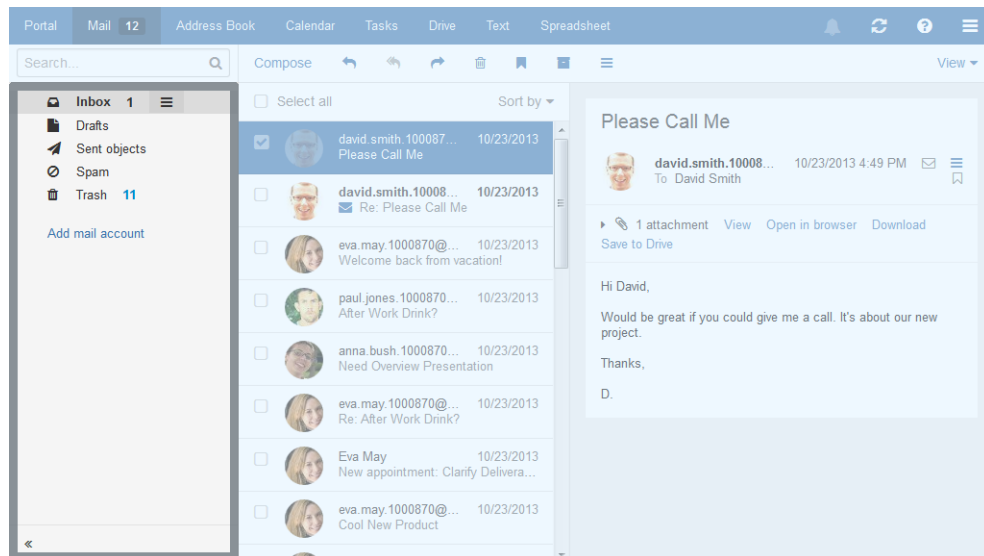 Portal Mail 12 Address Book Calendar Tasks Drive Text Spreadsheet
Search...
Compose
View
Inbox 1
Drafts
Sent objects
Spam
Trash 11
Add mail account
Select all Sort by
david.smith.100087... 10/23/2013
Please Call Me
david.smith.10008... 10/23/2013
Re: Please Call Me
eva.may.1000870@... 10/23/2013
Welcome back from vacation!
paul.jones.1000870... 10/23/2013
After Work Drink?
anna.bush.1000870... 10/23/2013
Need Overview Presentation
eva.may.1000870@... 10/23/2013
Re: After Work Drink?
Eva May 10/23/2013
New appointment: Clarify Delivera...
eva.may.1000870@... 10/23/2013
Cool New Product
Please Call Me
david.smith.10008... 10/23/2013 4:49 PM
To David Smith
1 attachment View Open in browser Download
Save to Drive
Hi David,
Would be great if you could give me a call. It's about our new
project.
Thanks,
D.